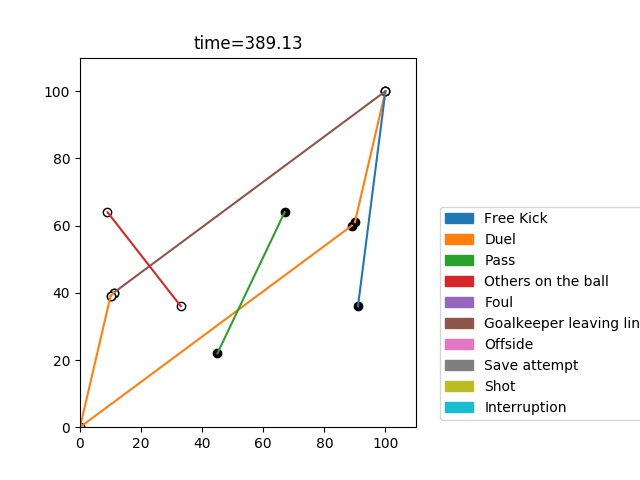 time=389.13
100
80
60
40
20
0
0 20 40 60 80 100
Free Kick
Duel
Pass
Others on the ball
Foul
Goalkeeper leaving lin
Offside
Save attempt
Shot
Interruption